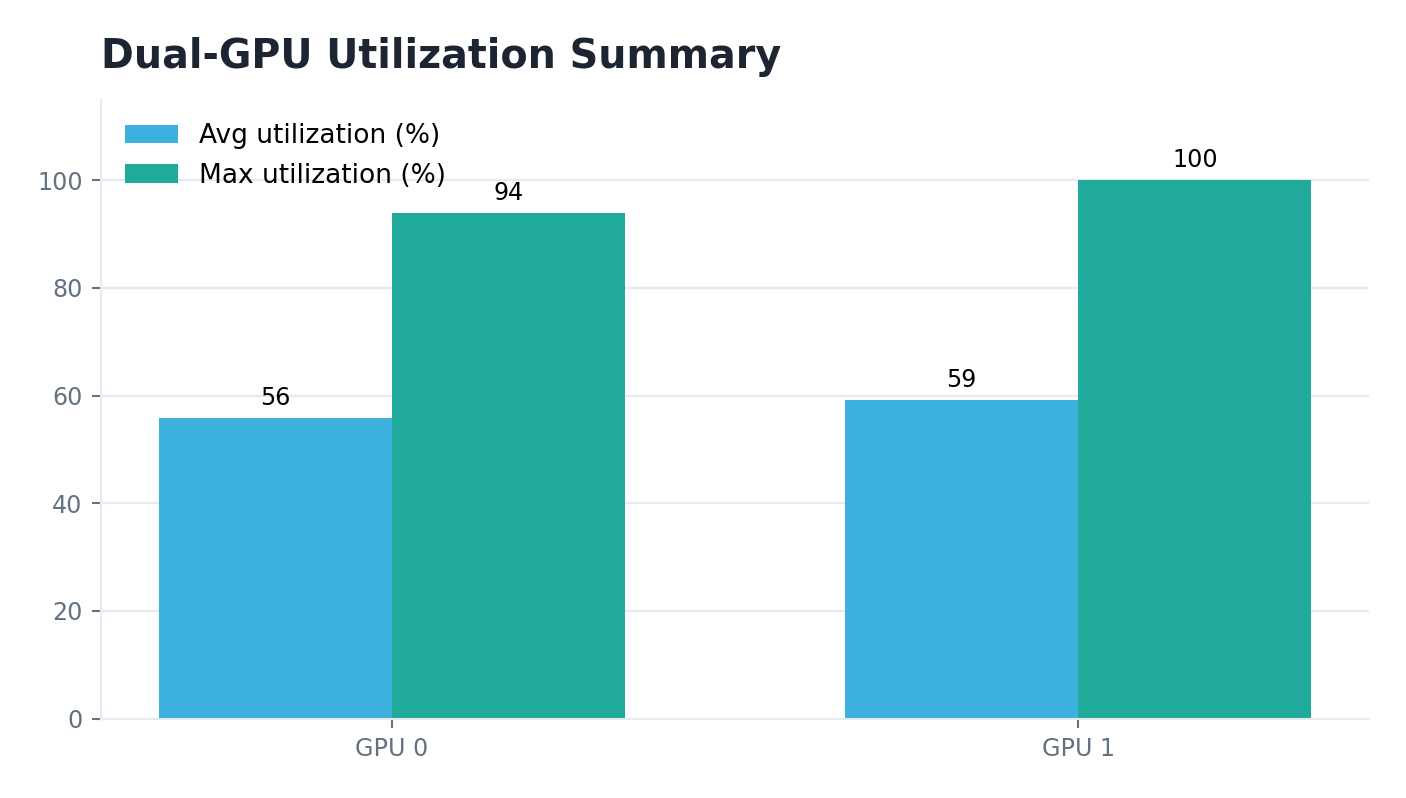 Dual-GPU Utilization Summary
Avg utilization (%)
Max utilization (%)
100
80
60
40
20
0
56
94
59
100
GPU 0
GPU 1